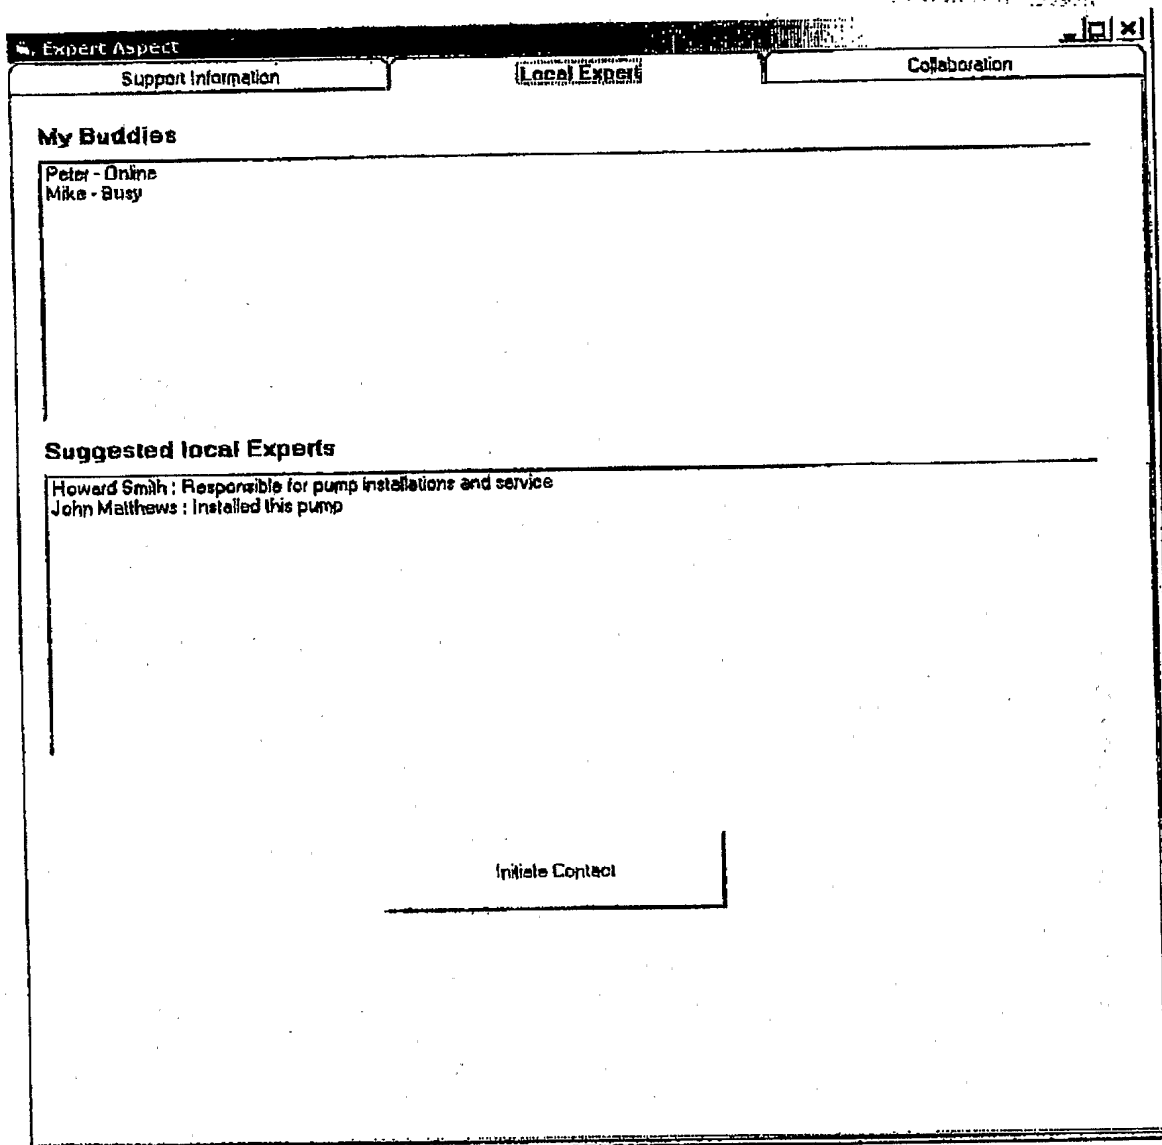 Expert Aspect
Support Information
Local Expert
Collaboration
My Buddies
Peter - Online
Mike - Busy
Suggested local Experts
Howard Smith : Responsible for pump installations and service
John Matthews : Installed this pump
Initiate Contact